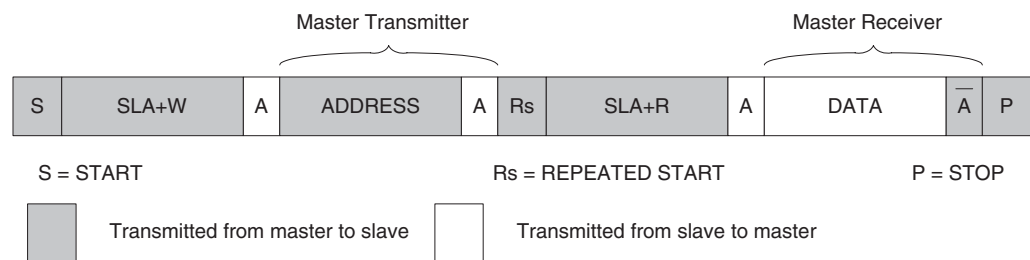 Master Transmitter Master Receiver
S SLA+W A ADDRESS A Rs SLA+R A DATA A̅ P
S = START Rs = REPEATED START P = STOP
Transmitted from master to slave Transmitted from slave to master